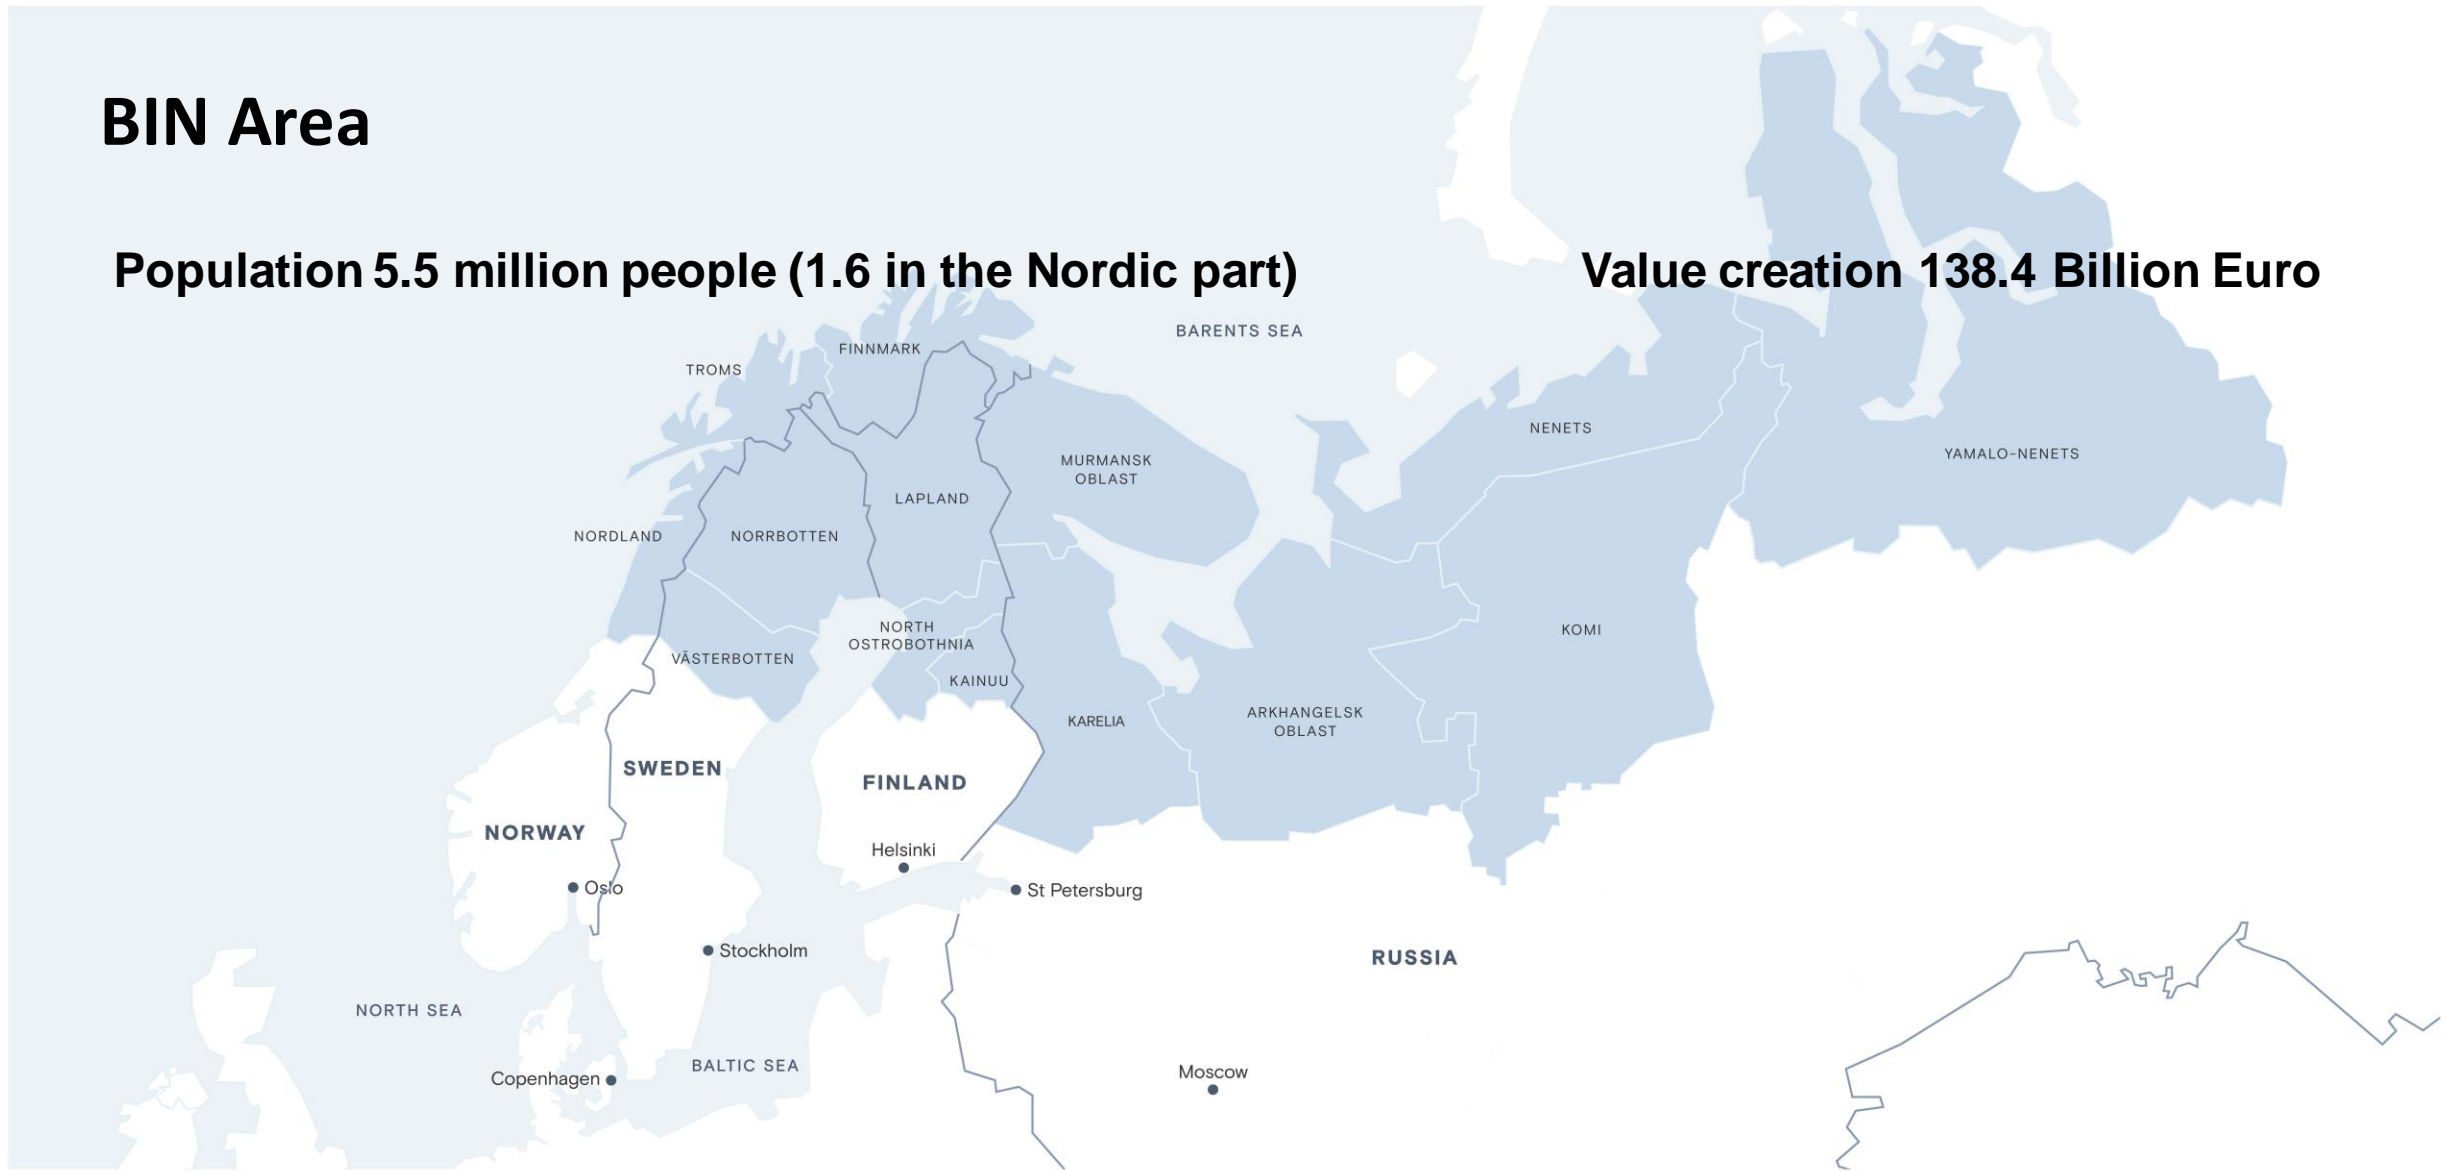 BIN Area
Population 5.5 million people (1.6 in the Nordic part)
Value creation 138.4 Billion Euro
BARENTS SEA
FINNMARK
TROMS
NENETS
YAMALO-NENETS
MURMANSK
OBLAST
LAPLAND
NORDLAND
NORRBOTTEN
NORTH
OSTROBOTHNIA
KOMI
VÄSTERBOTTEN
KAINUU
KARELIA
ARKHANGELSK
OBLAST
SWEDEN
FINLAND
NORWAY
Helsinki
Oslo
St Petersburg
Stockholm
RUSSIA
NORTH SEA
BALTIC SEA
Copenhagen
Moscow